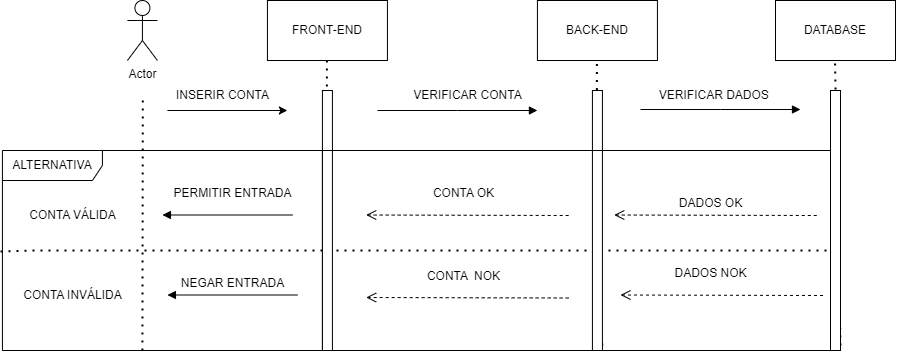 FRONT-END
BACK-END
DATABASE
Actor
INSERIR CONTA
VERIFICAR CONTA
VERIFICAR DADOS
ALTERNATIVA
CONTA VÁLIDA
PERMITIR ENTRADA
CONTA OK
DADOS OK
CONTA INVÁLIDA
NEGAR ENTRADA
CONTA NOK
DADOS NOK